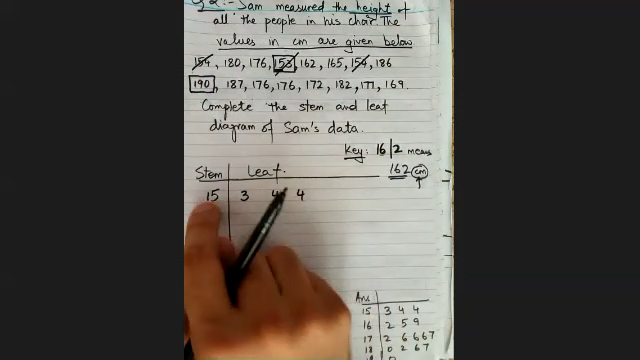 Q2:- Sam measured the height of
all the people in his choir. The
values in cm are given below
154, 180, 176, 153, 162, 165, 154, 186
190, 187, 176, 176, 172, 182, 177, 169.
Complete the stem and leaf
diagram of Sam's data.
Key: 16|2 means
162 cm
Stem Leaf.
15 3 4 4
Ans
15 3 4 4
16 2 5 9
17 2 6 6 6 7
18 0 2 6 7